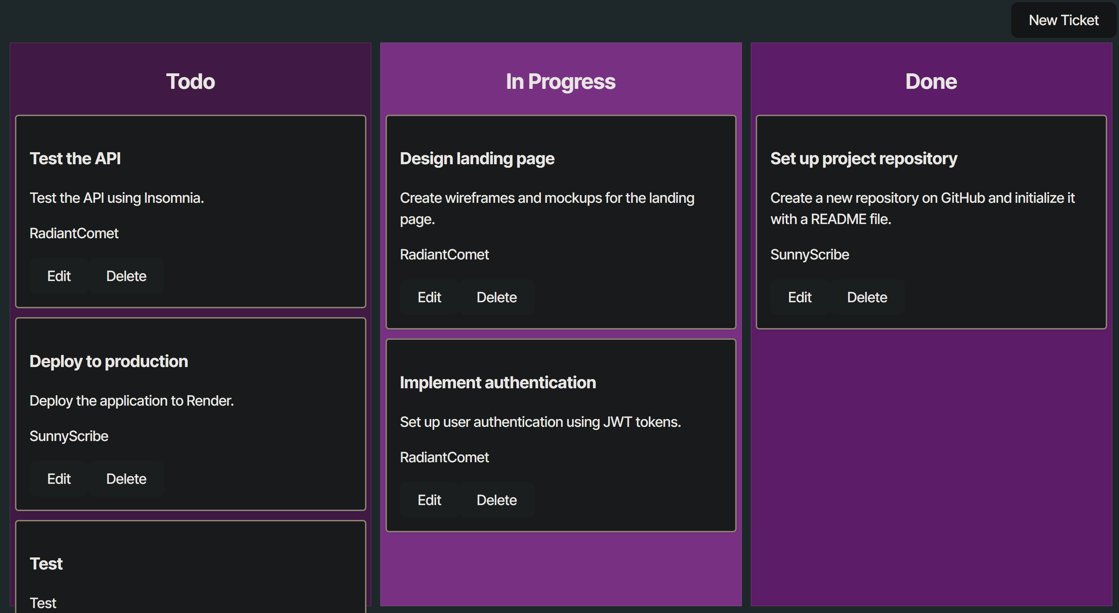 New Ticket
Todo
Test the API
Test the API using Insomnia.
RadiantComet
Edit Delete
Deploy to production
Deploy the application to Render.
SunnyScribe
Edit Delete
Test
Test
In Progress
Design landing page
Create wireframes and mockups for the landing
page.
RadiantComet
Edit Delete
Implement authentication
Set up user authentication using JWT tokens.
RadiantComet
Edit Delete
Done
Set up project repository
Create a new repository on GitHub and initialize it
with a README file.
SunnyScribe
Edit Delete